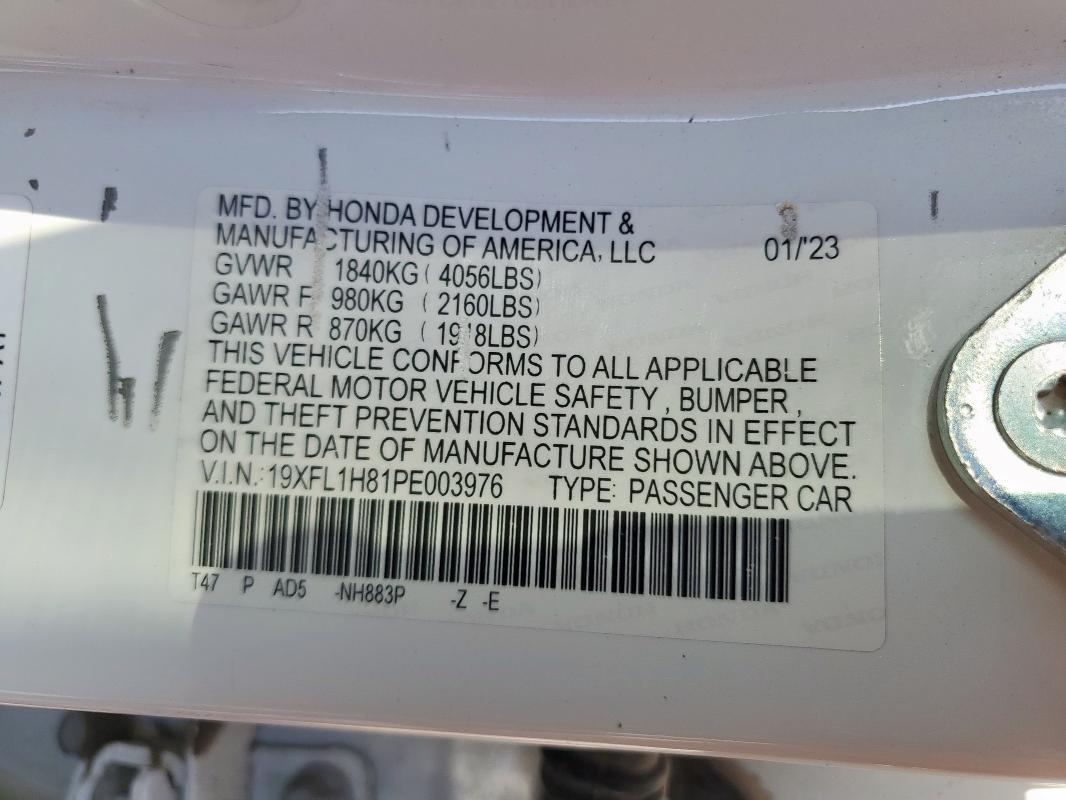 MFD. BY HONDA DEVELOPMENT &
MANUFACTURING OF AMERICA, LLC 01/'23
GVWR 1840KG ( 4056LBS)
GAWR F 980KG ( 2160LBS)
GAWR R 870KG ( 1918LBS)
THIS VEHICLE CONFORMS TO ALL APPLICABLE
FEDERAL MOTOR VEHICLE SAFETY , BUMPER ,
AND THEFT PREVENTION STANDARDS IN EFFECT
ON THE DATE OF MANUFACTURE SHOWN ABOVE.
V.I.N.: 19XFL1H81PE003976 TYPE: PASSENGER CAR
T47 P AD5 -NH883P -Z -E